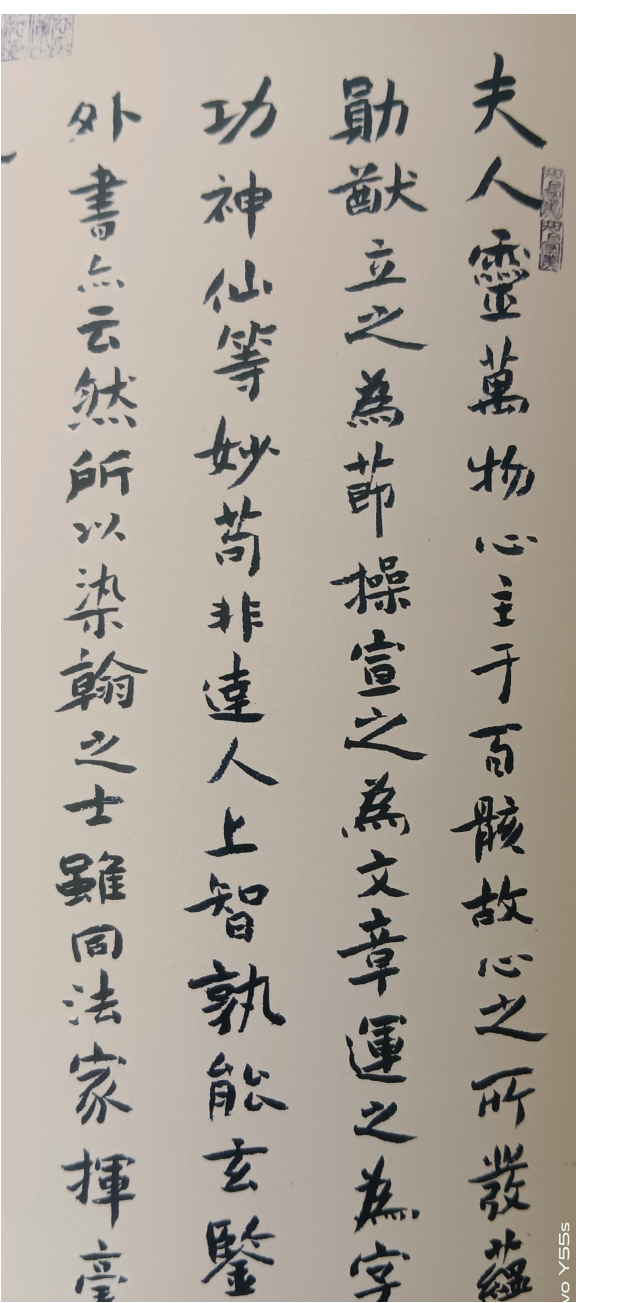 夫人靈萬物心主于百骸故心之所發蘊
勛猷立之為節操宣之為文章運之為字
功神仙等妙苟非達人上智孰能玄鑒
外書亦云然所以染翰之士雖同法家揮毫
vo Y55s